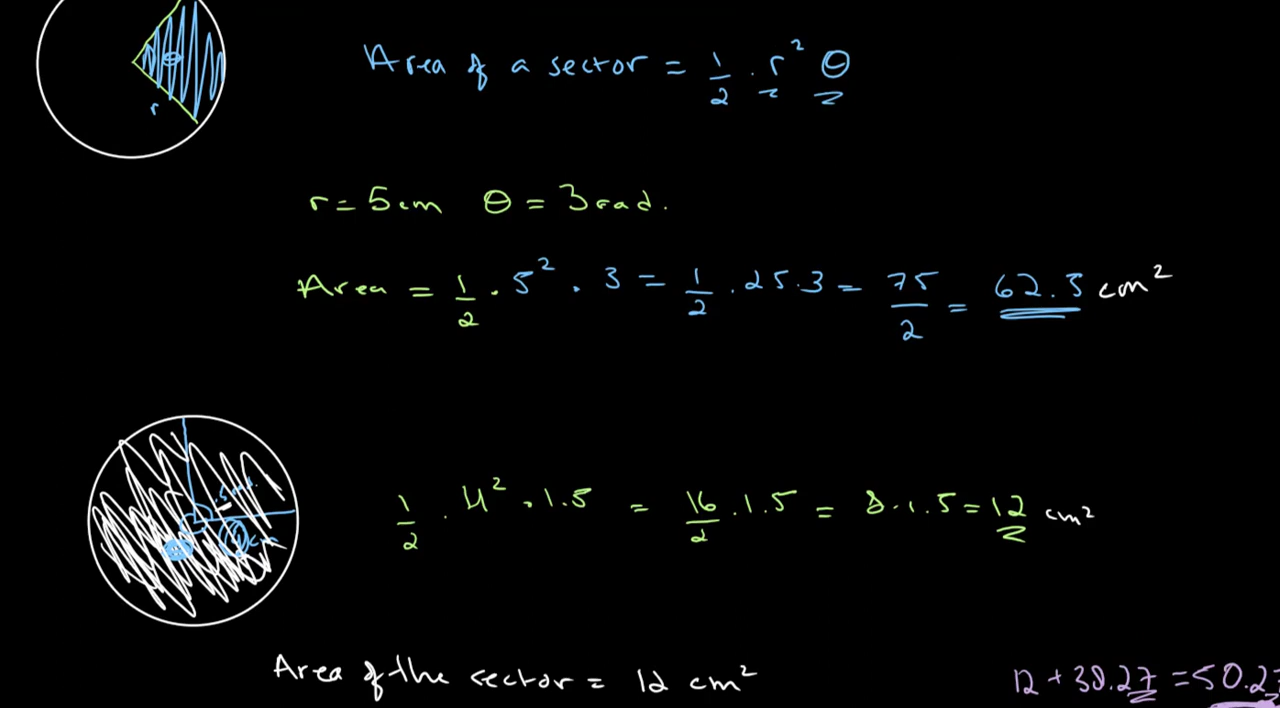 Area of a sector = 1/2 · r² θ
θ
r
r = 5cm θ = 3rad.
Area = 1/2 · 5² · 3 = 1/2 · 25.3 = 75/2 = 62.5 cm²
1/2 · 4² · 1.5 = 16/2 · 1.5 = 8 · 1.5 = 12 cm²
Area of the sector = 12 cm²
12 + 38.27 = 50.27